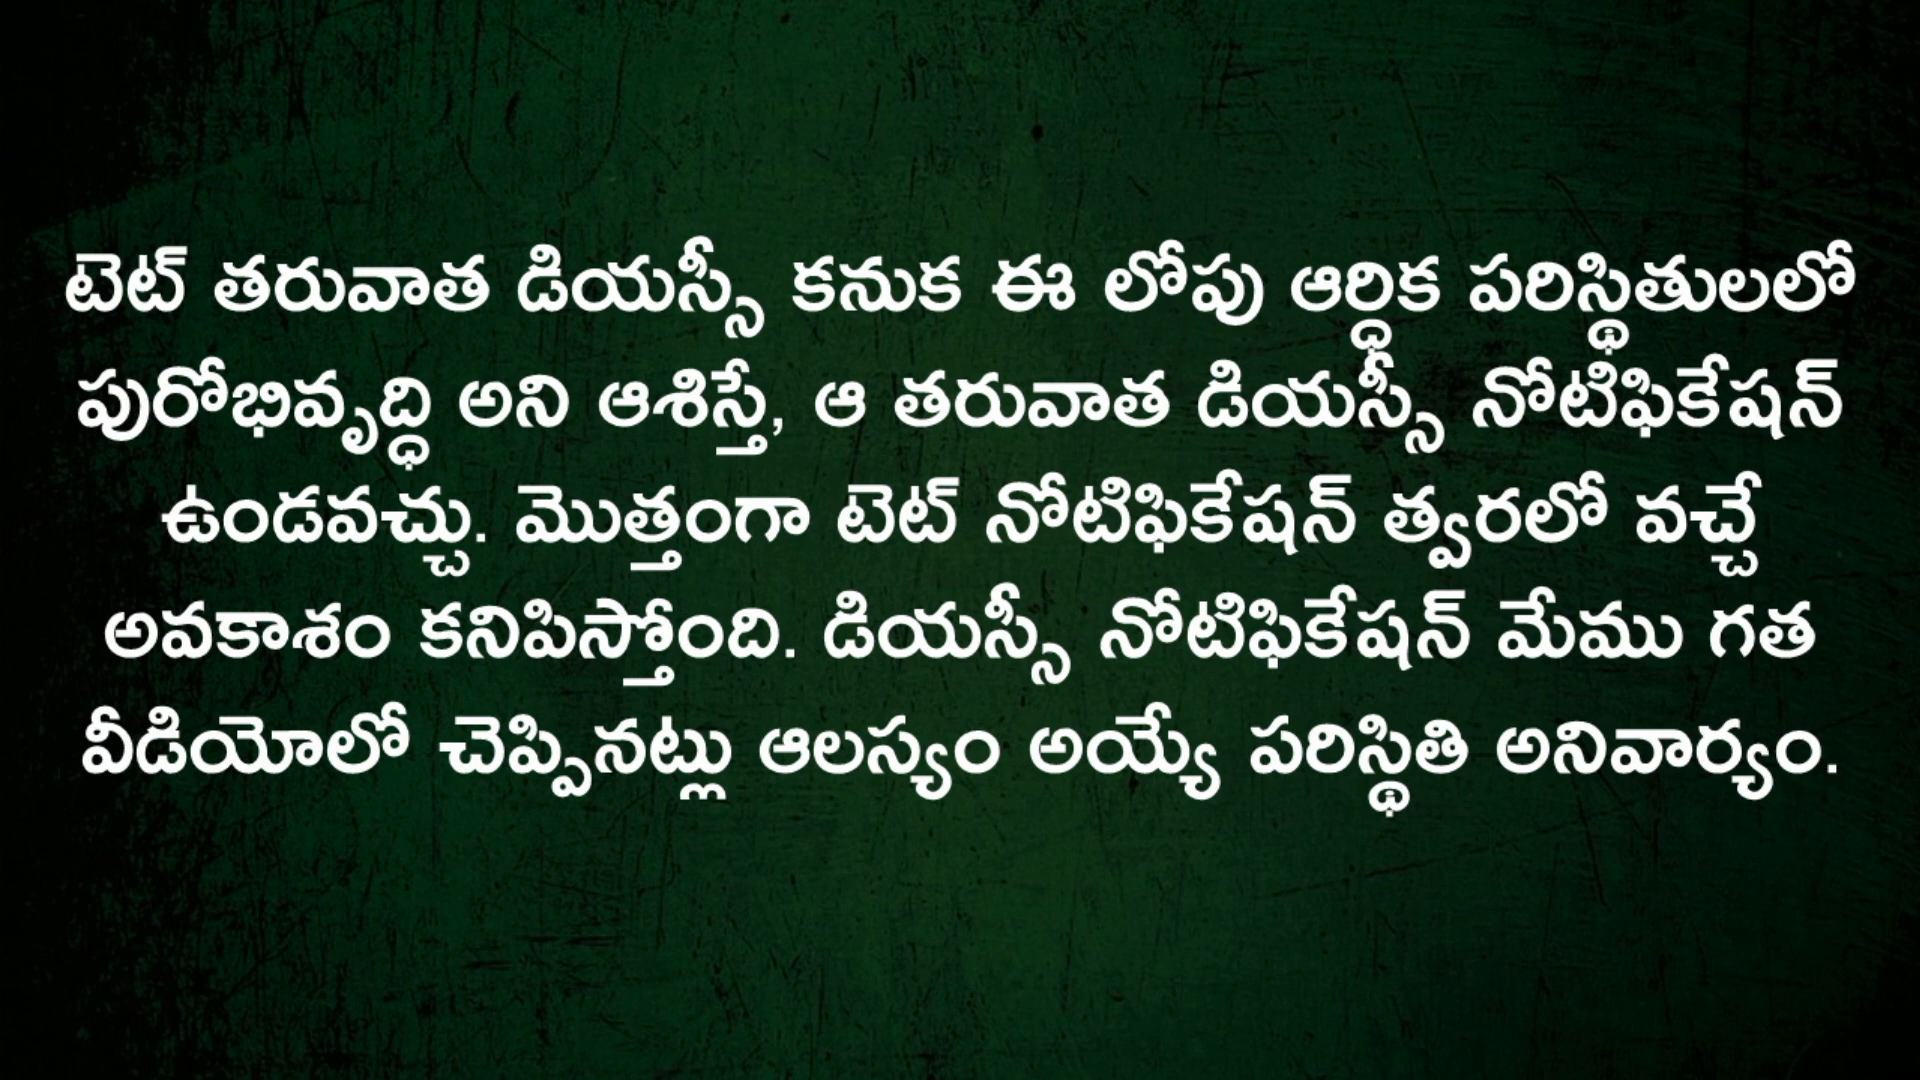 టెట్ తరువాత డియస్సీ కనుక ఈ లోపు ఆర్ధిక పరిస్థితులలో
పురోభివృద్ధి అని ఆశిస్తే, ఆ తరువాత డియస్సీ నోటిఫికేషన్
ఉండవచ్చు. మొత్తంగా టెట్ నోటిఫికేషన్ త్వరలో వచ్చే
అవకాశం కనిపిస్తోంది. డియస్సీ నోటిఫికేషన్ మేము గత
వీడియోలో చెప్పినట్లు ఆలస్యం అయ్యే పరిస్థితి అనివార్యం.